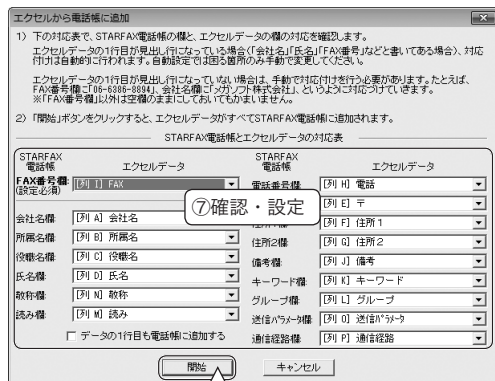 エクセルから電話帳に追加
1) 下の対応表で、STARFAX電話帳の欄と、エクセルデータの欄の対応を確認します。
エクセルデータの1行目が見出し行になっている場合(「会社名」「氏名」「FAX番号」などと書いてある場合)、対応付けは自動的に行われます。自動設定では困る箇所のみ手動で変更してください。
エクセルデータの1行目が見出し行になっていない場合は、手動で対応付けを行う必要があります。たとえば、
FAX番号欄に「06-6386-8894」、会社名欄に「メガソフト株式会社」、というように対応づけていきます。
※「FAX番号欄」以外は空欄のままにしておいてもかまいません。
2) 「開始」ボタンをクリックすると、エクセルデータがすべてSTARFAX電話帳に追加されます。
STARFAX電話帳とエクセルデータの対応表
STARFAX電話帳 エクセルデータ
FAX番号欄 (設定必須) [列 I] FAX
会社名欄 [列 A] 会社名
所属名欄 [列 B] 所属名
役職名欄 [列 C] 役職名
氏名欄 [列 D] 氏名
敬称欄 [列 N] 敬称
読み欄 [列 M] 読み
データの1行目も電話帳に追加する
STARFAX電話帳 エクセルデータ
電話番号欄 [列 H] 電話
[列 E] 〒
[列 F] 住所1
住所2欄 [列 G] 住所2
備考欄 [列 J] 備考
キーワード欄 [列 K] キーワード
グループ欄 [列 L] グループ
送信パラメータ欄 [列 O] 送信パラメータ
通信経路欄 [列 P] 通信経路
⑦確認・設定
開始 キャンセル